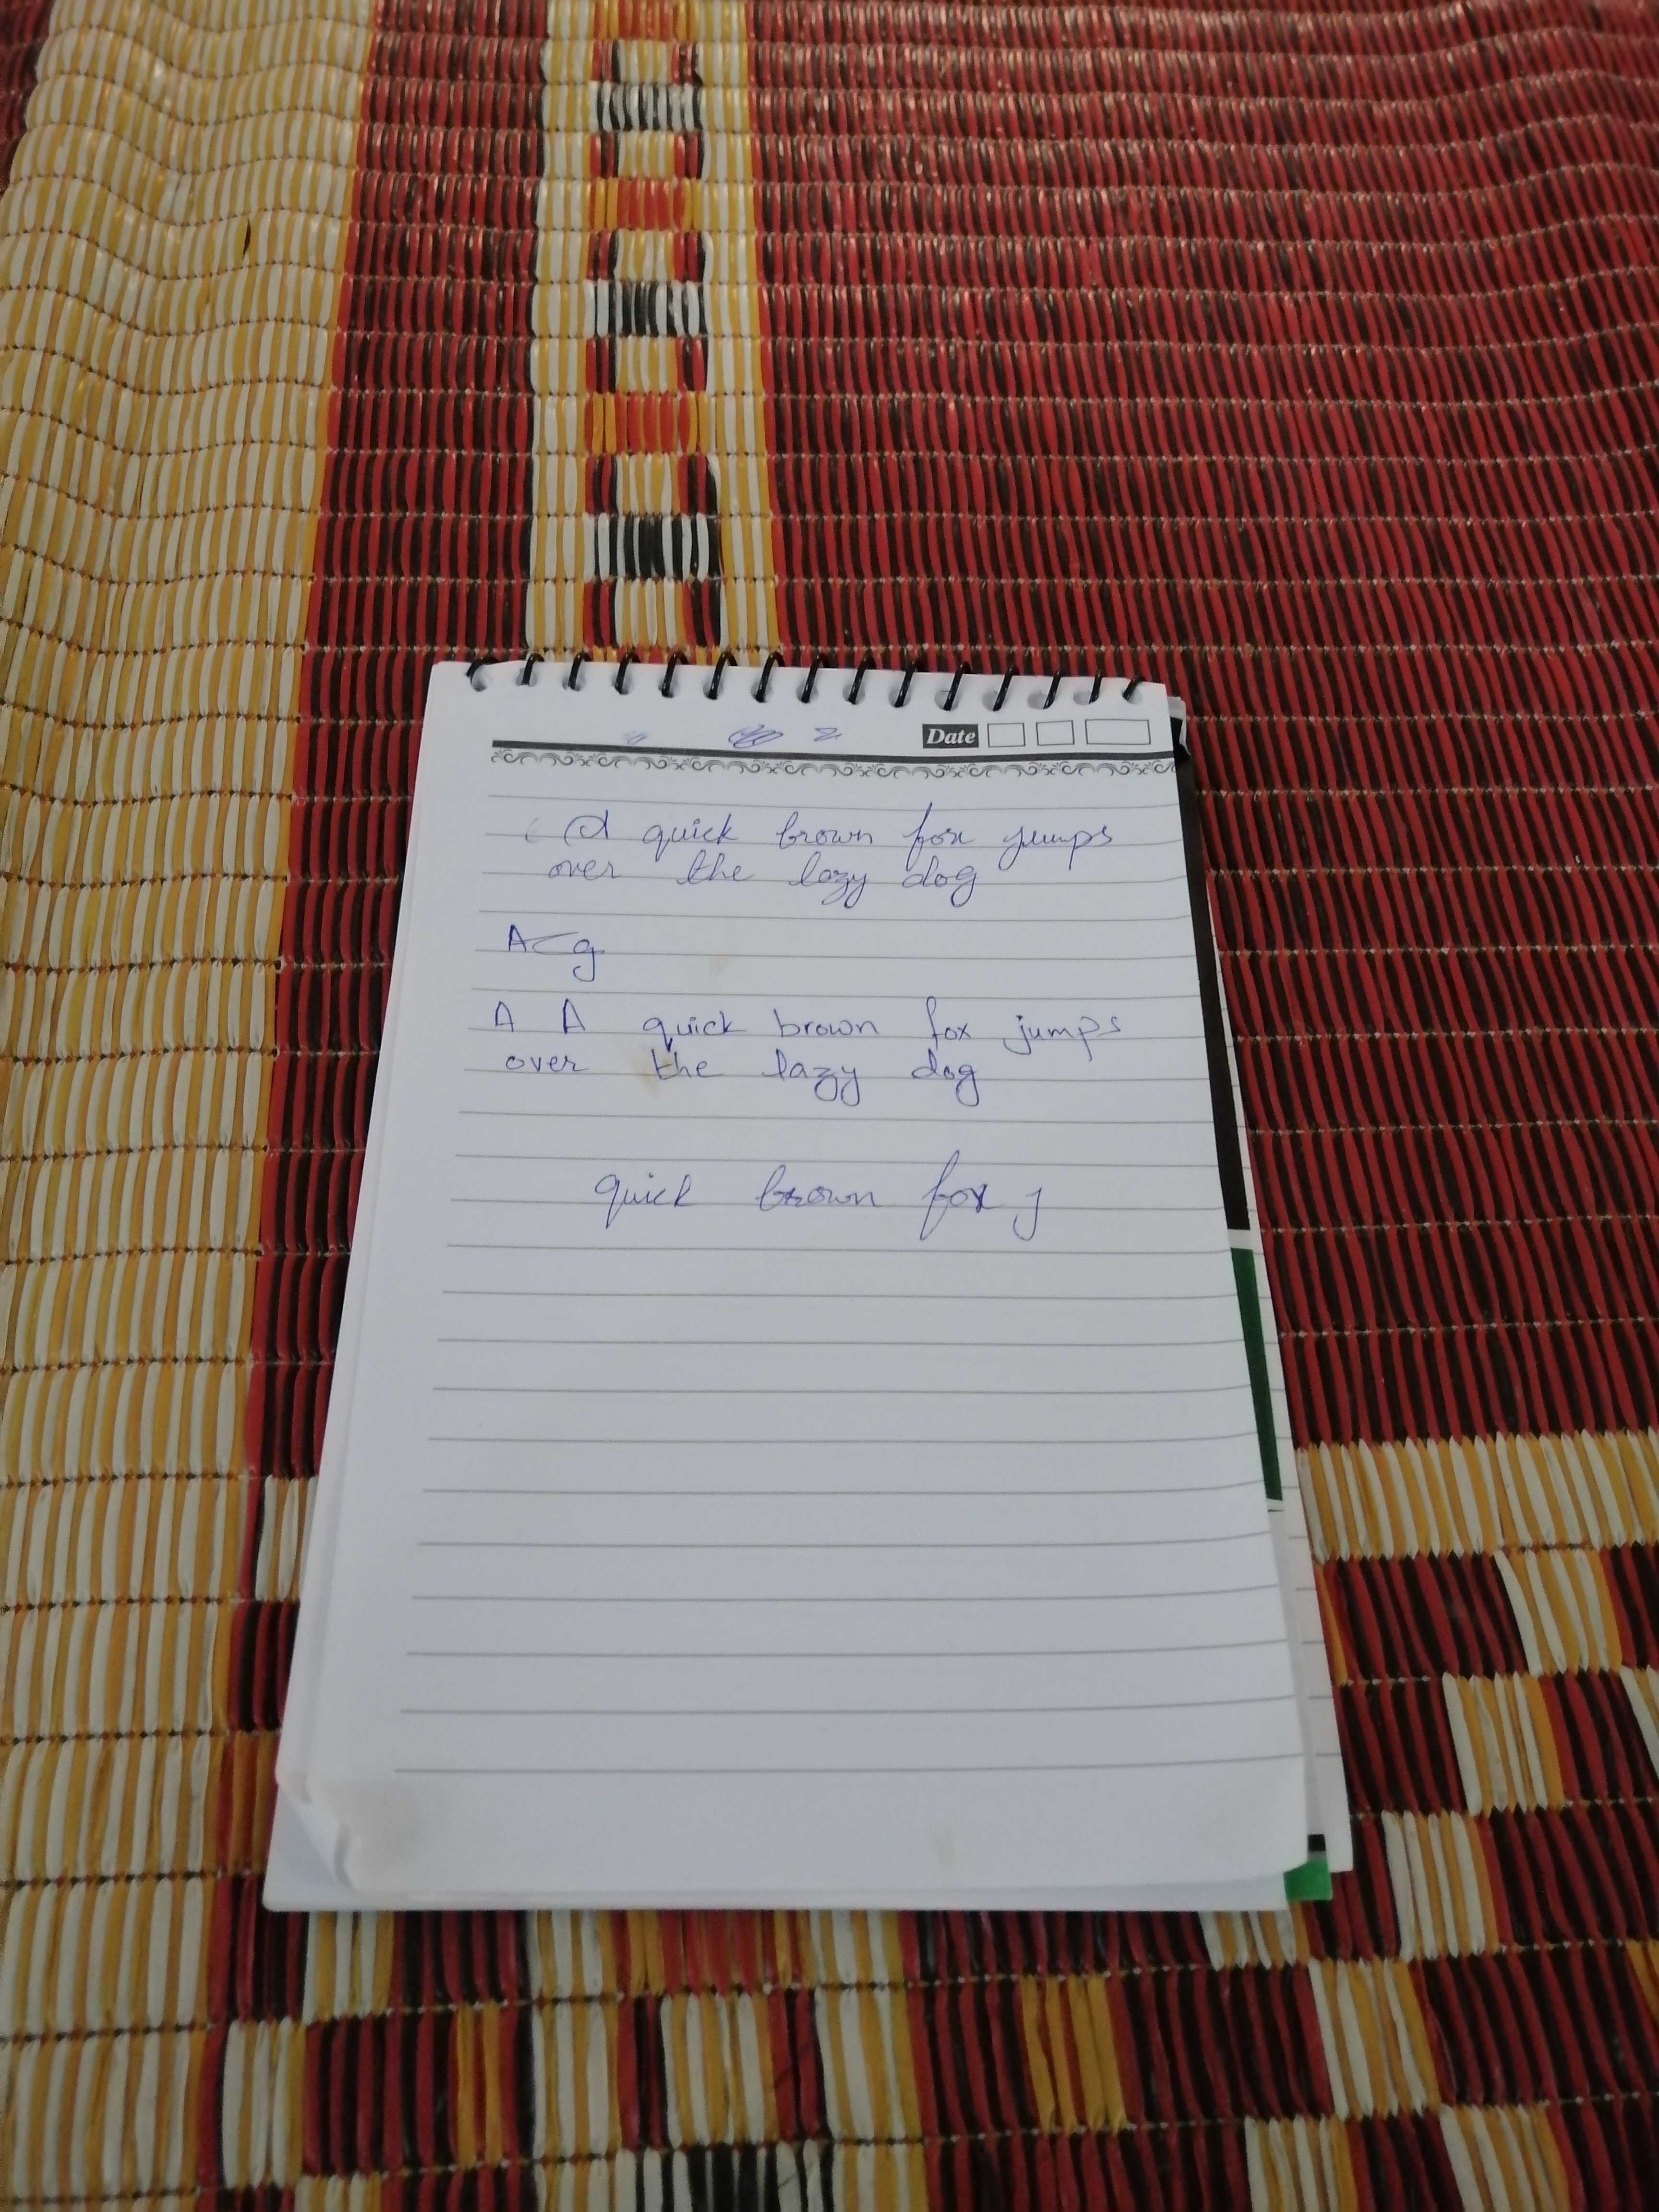 Date
A quick brown fox jumps
over the lazy dog
A g
A A quick brown fox jumps
over the lazy dog
quick brown fox j